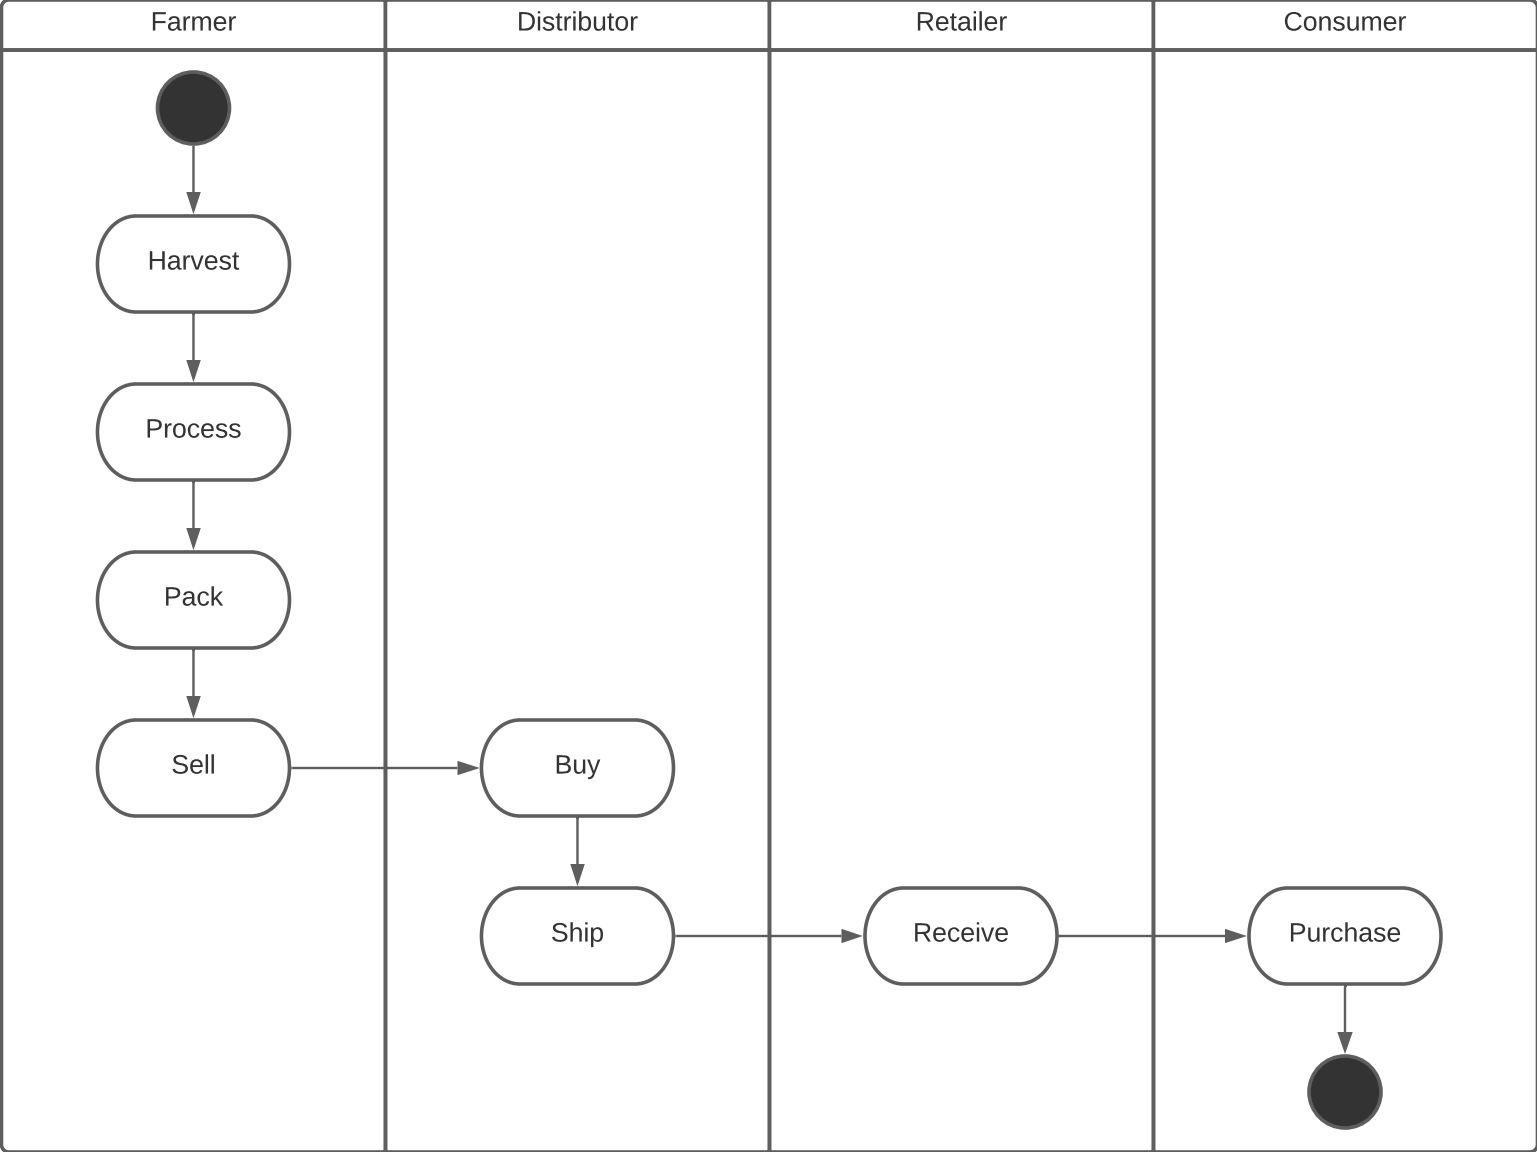 Farmer
Distributor
Retailer
Consumer
Harvest
Process
Pack
Sell
Buy
Ship
Receive
Purchase